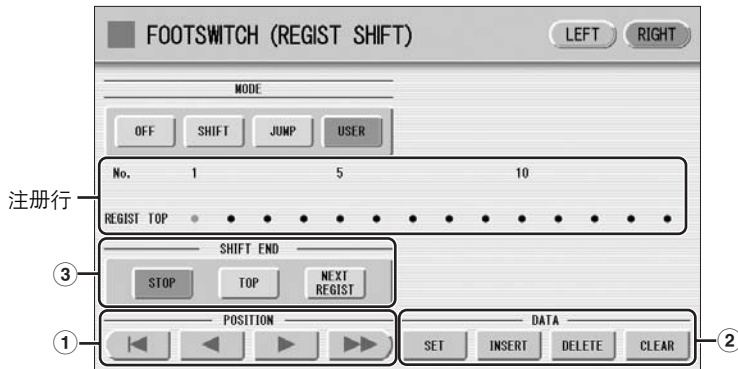 FOOTSWITCH (REGIST SHIFT)
LEFT RIGHT
MODE
OFF SHIFT JUMP USER
No. 1 5 10
注册行
REGIST TOP
SHIFT END
③ STOP TOP NEXT REGIST
POSITION DATA
① SET INSERT DELETE CLEAR ②